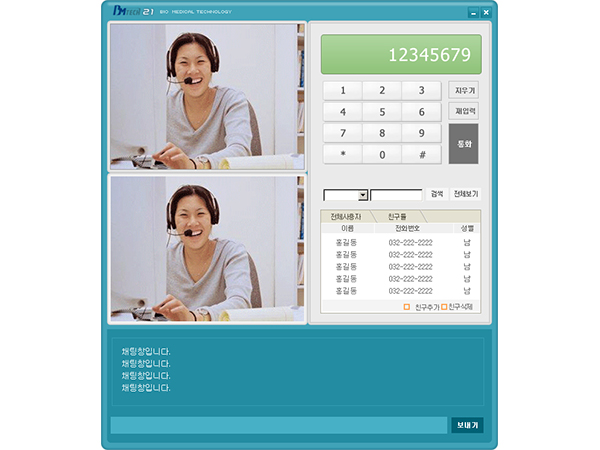 BM TECH 21 BIO MEDICAL TECHNOLOGY
12345679
1 2 3 지우기
4 5 6 재입력
7 8 9 통화
* 0 #
검색 전체보기
전체사용자 친구들
이름 전화번호 성별
홍길동 032-222-2222 남
홍길동 032-222-2222 남
홍길동 032-222-2222 남
홍길동 032-222-2222 남
홍길동 032-222-2222 남
친구추가 친구삭제
채팅창입니다.
채팅창입니다.
채팅창입니다.
채팅창입니다.
보내기